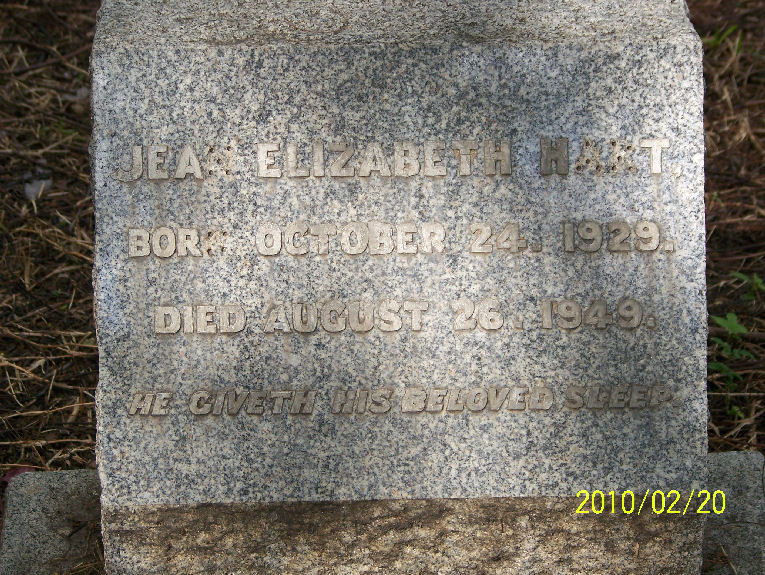 JEAN ELIZABETH HART.
BORN OCTOBER 24. 1929.
DIED AUGUST 26. 1949.
HE GIVETH HIS BELOVED SLEEP.
2010/02/20